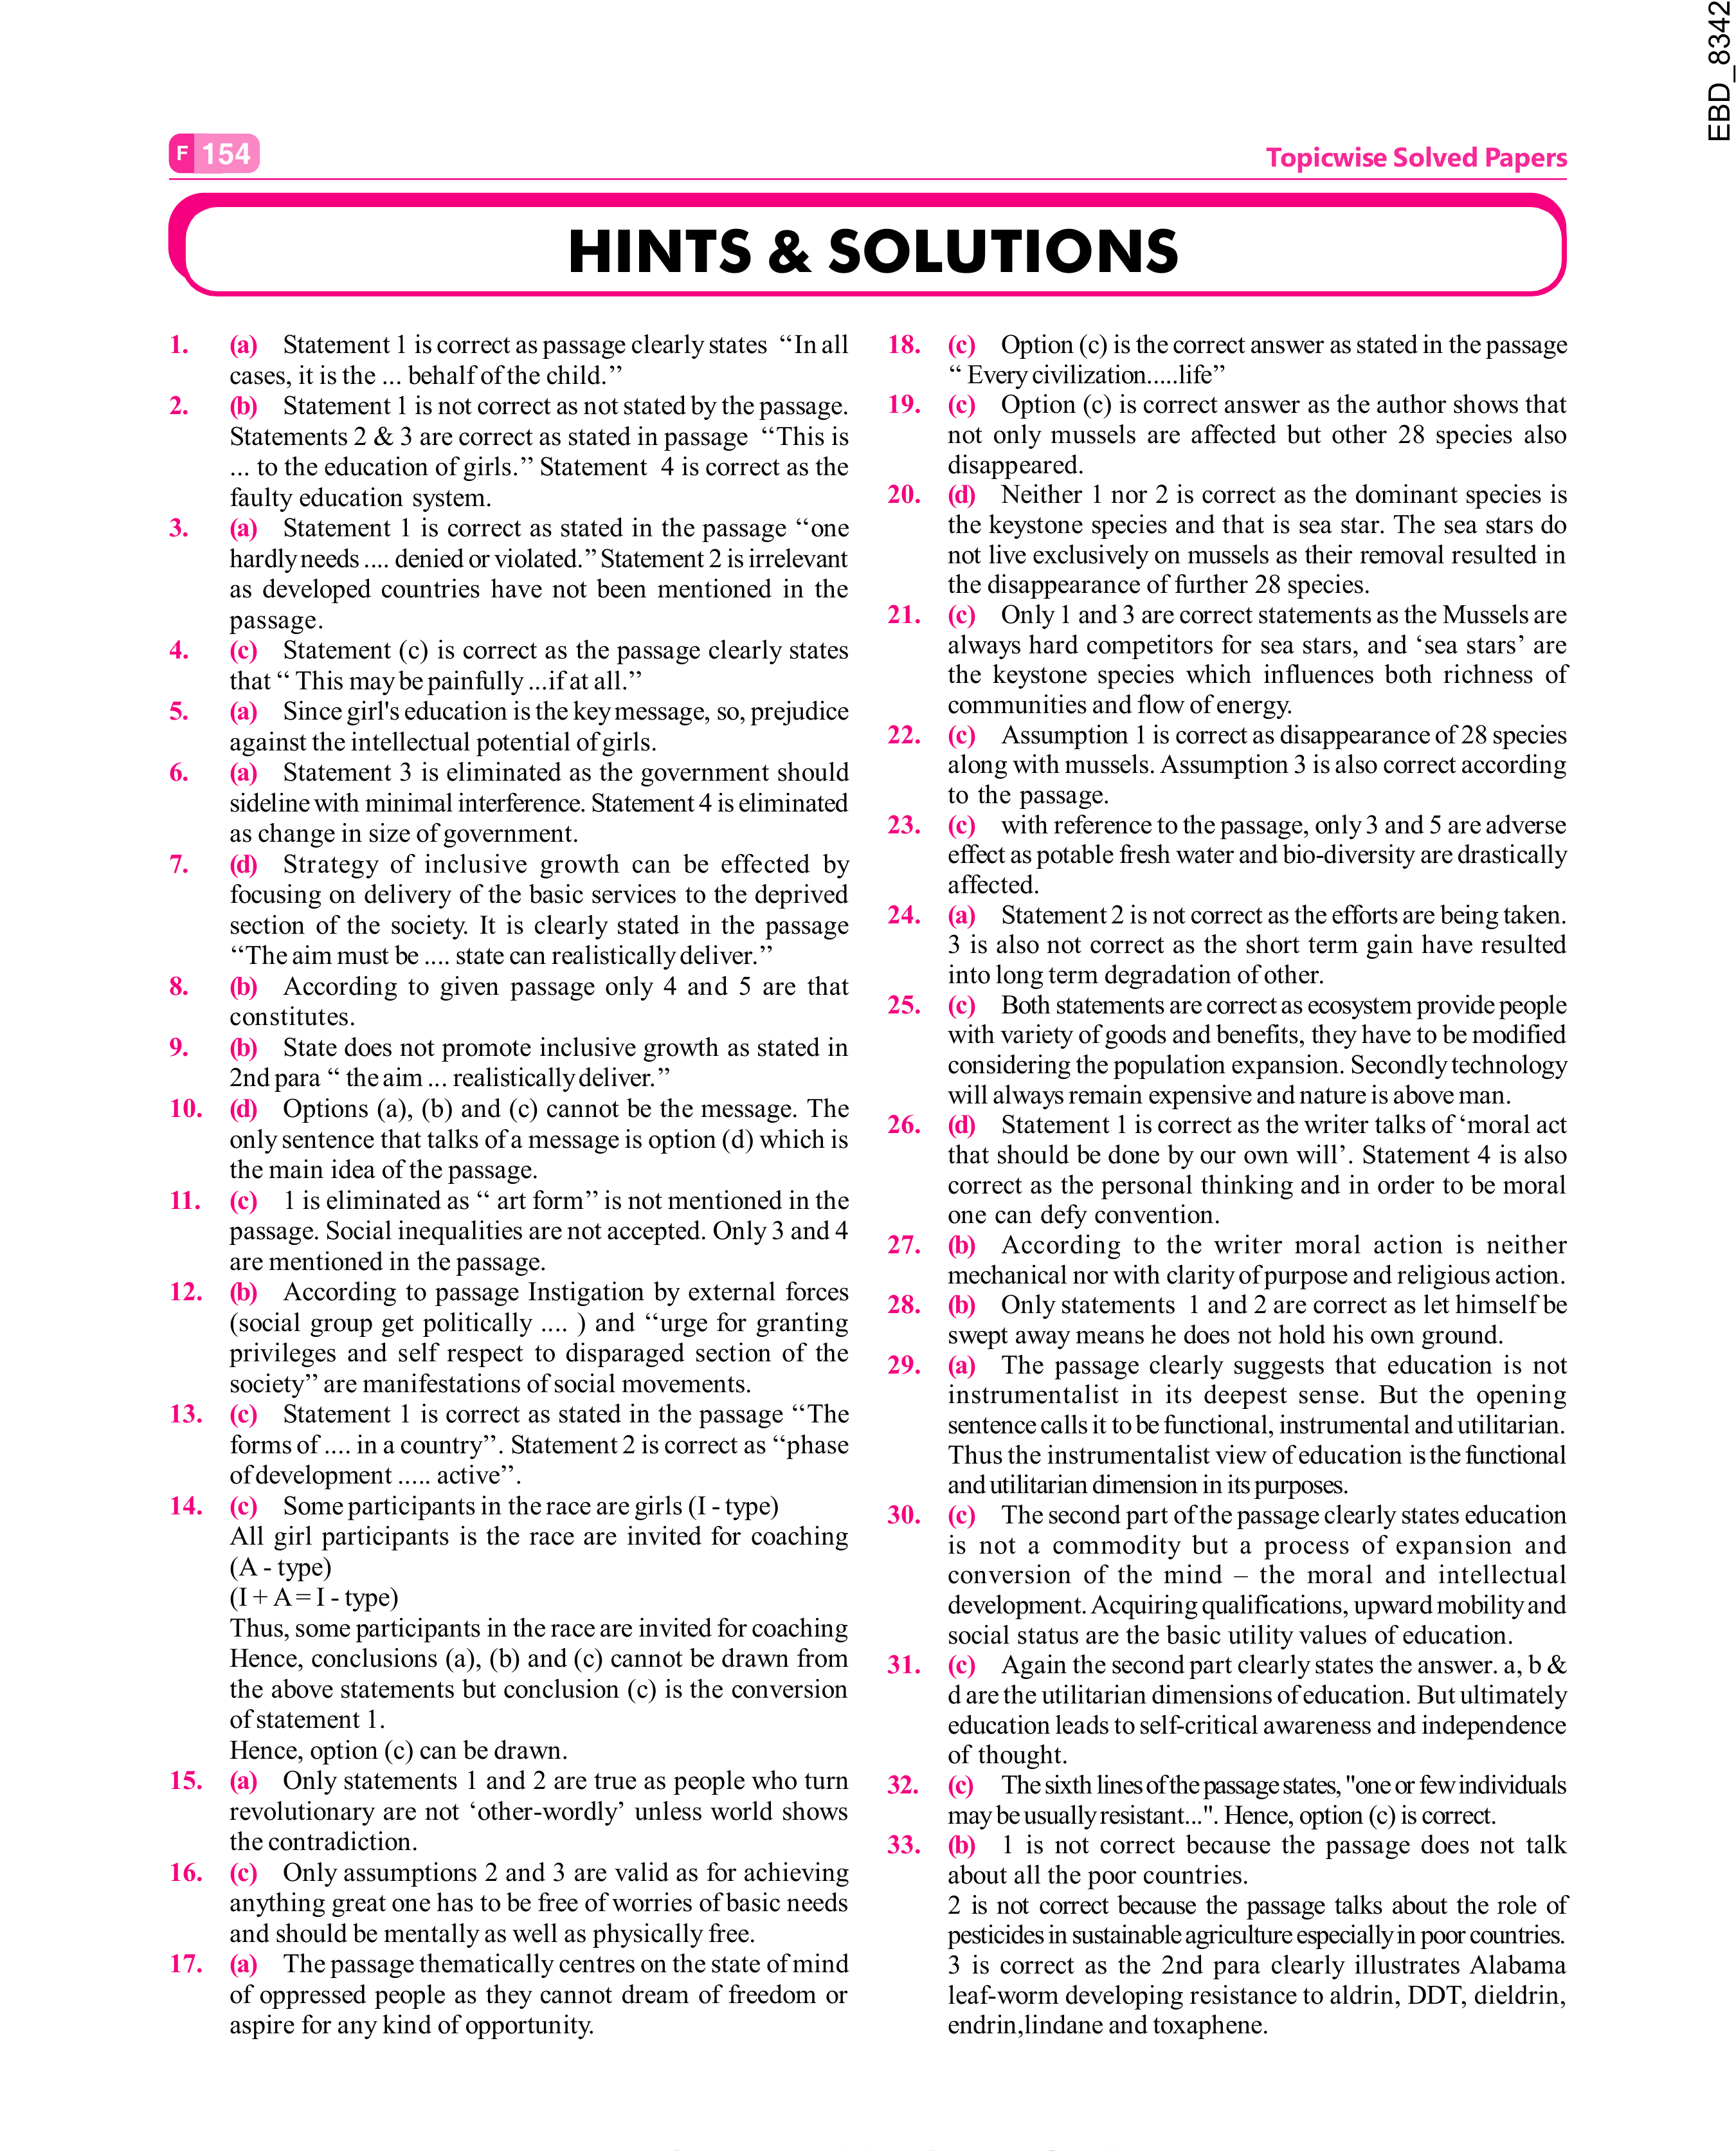 EBD_8342
F 154
Topicwise Solved Papers
HINTS & SOLUTIONS
1. (a) Statement 1 is correct as passage clearly states ‘‘In all
cases, it is the ... behalf of the child.’’
2. (b) Statement 1 is not correct as not stated by the passage.
Statements 2 & 3 are correct as stated in passage ‘‘This is
... to the education of girls.’’ Statement 4 is correct as the
faulty education system.
3. (a) Statement 1 is correct as stated in the passage ‘‘one
hardly needs .... denied or violated.’’ Statement 2 is irrelevant
as developed countries have not been mentioned in the
passage.
4. (c) Statement (c) is correct as the passage clearly states
that ‘‘ This may be painfully ...if at all.’’
5. (a) Since girl's education is the key message, so, prejudice
against the intellectual potential of girls.
6. (a) Statement 3 is eliminated as the government should
sideline with minimal interference. Statement 4 is eliminated
as change in size of government.
7. (d) Strategy of inclusive growth can be effected by
focusing on delivery of the basic services to the deprived
section of the society. It is clearly stated in the passage
‘‘The aim must be .... state can realistically deliver.’’
8. (b) According to given passage only 4 and 5 are that
constitutes.
9. (b) State does not promote inclusive growth as stated in
2nd para ‘‘ the aim ... realistically deliver.’’
10. (d) Options (a), (b) and (c) cannot be the message. The
only sentence that talks of a message is option (d) which is
the main idea of the passage.
11. (c) 1 is eliminated as ‘‘ art form’’ is not mentioned in the
passage. Social inequalities are not accepted. Only 3 and 4
are mentioned in the passage.
12. (b) According to passage Instigation by external forces
(social group get politically .... ) and ‘‘urge for granting
privileges and self respect to disparaged section of the
society’’ are manifestations of social movements.
13. (c) Statement 1 is correct as stated in the passage ‘‘The
forms of .... in a country’’. Statement 2 is correct as ‘‘phase
of development ..... active’’.
14. (c) Some participants in the race are girls (I - type)
All girl participants is the race are invited for coaching
(A - type)
(I + A = I - type)
Thus, some participants in the race are invited for coaching
Hence, conclusions (a), (b) and (c) cannot be drawn from
the above statements but conclusion (c) is the conversion
of statement 1.
Hence, option (c) can be drawn.
15. (a) Only statements 1 and 2 are true as people who turn
revolutionary are not ‘other-wordly’ unless world shows
the contradiction.
16. (c) Only assumptions 2 and 3 are valid as for achieving
anything great one has to be free of worries of basic needs
and should be mentally as well as physically free.
17. (a) The passage thematically centres on the state of mind
of oppressed people as they cannot dream of freedom or
aspire for any kind of opportunity.
18. (c) Option (c) is the correct answer as stated in the passage
“ Every civilization.....life”
19. (c) Option (c) is correct answer as the author shows that
not only mussels are affected but other 28 species also
disappeared.
20. (d) Neither 1 nor 2 is correct as the dominant species is
the keystone species and that is sea star. The sea stars do
not live exclusively on mussels as their removal resulted in
the disappearance of further 28 species.
21. (c) Only 1 and 3 are correct statements as the Mussels are
always hard competitors for sea stars, and ‘sea stars’ are
the keystone species which influences both richness of
communities and flow of energy.
22. (c) Assumption 1 is correct as disappearance of 28 species
along with mussels. Assumption 3 is also correct according
to the passage.
23. (c) with reference to the passage, only 3 and 5 are adverse
effect as potable fresh water and bio-diversity are drastically
affected.
24. (a) Statement 2 is not correct as the efforts are being taken.
3 is also not correct as the short term gain have resulted
into long term degradation of other.
25. (c) Both statements are correct as ecosystem provide people
with variety of goods and benefits, they have to be modified
considering the population expansion. Secondly technology
will always remain expensive and nature is above man.
26. (d) Statement 1 is correct as the writer talks of ‘moral act
that should be done by our own will’. Statement 4 is also
correct as the personal thinking and in order to be moral
one can defy convention.
27. (b) According to the writer moral action is neither
mechanical nor with clarity of purpose and religious action.
28. (b) Only statements 1 and 2 are correct as let himself be
swept away means he does not hold his own ground.
29. (a) The passage clearly suggests that education is not
instrumentalist in its deepest sense. But the opening
sentence calls it to be functional, instrumental and utilitarian.
Thus the instrumentalist view of education is the functional
and utilitarian dimension in its purposes.
30. (c) The second part of the passage clearly states education
is not a commodity but a process of expansion and
conversion of the mind – the moral and intellectual
development. Acquiring qualifications, upward mobility and
social status are the basic utility values of education.
31. (c) Again the second part clearly states the answer. a, b &
d are the utilitarian dimensions of education. But ultimately
education leads to self-critical awareness and independence
of thought.
32. (c) The sixth lines of the passage states, "one or few individuals
may be usually resistant...". Hence, option (c) is correct.
33. (b) 1 is not correct because the passage does not talk
about all the poor countries.
2 is not correct because the passage talks about the role of
pesticides in sustainable agriculture especially in poor countries.
3 is correct as the 2nd para clearly illustrates Alabama
leaf-worm developing resistance to aldrin, DDT, dieldrin,
endrin,lindane and toxaphene.